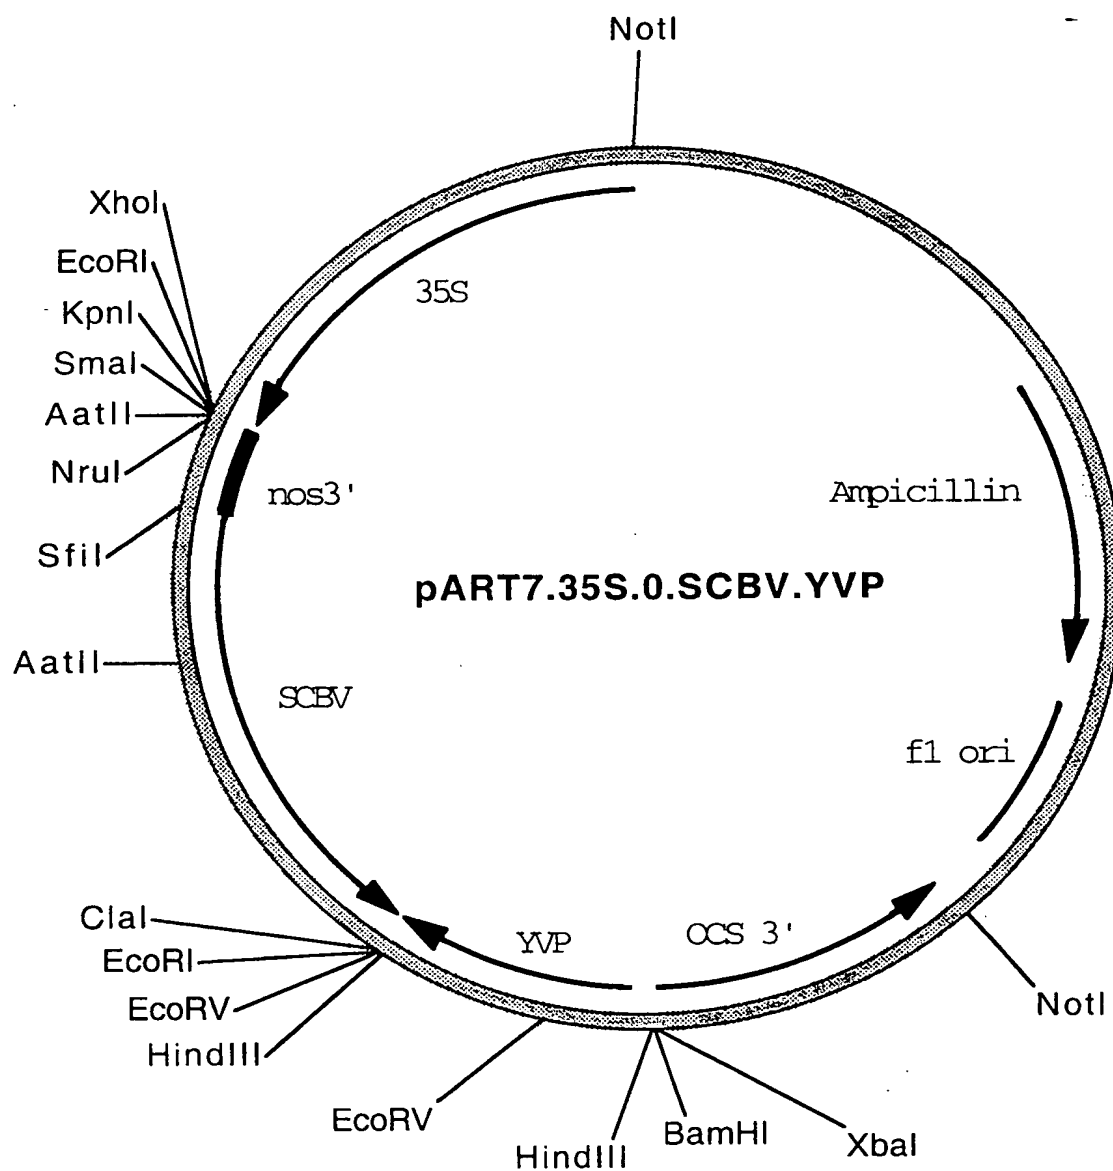 NotI
XhoI
EcoRI
KpnI
SmaI
AatII
NruI
SfiI
AatII
35S
nos3'
Ampicillin
pART7.35S.0.SCBV.YVP
SCBV
f1 ori
ClaI
EcoRI
EcoRV
HindIII
YVP
OCS 3'
NotI
EcoRV
HindIII
BamHI
XbaI